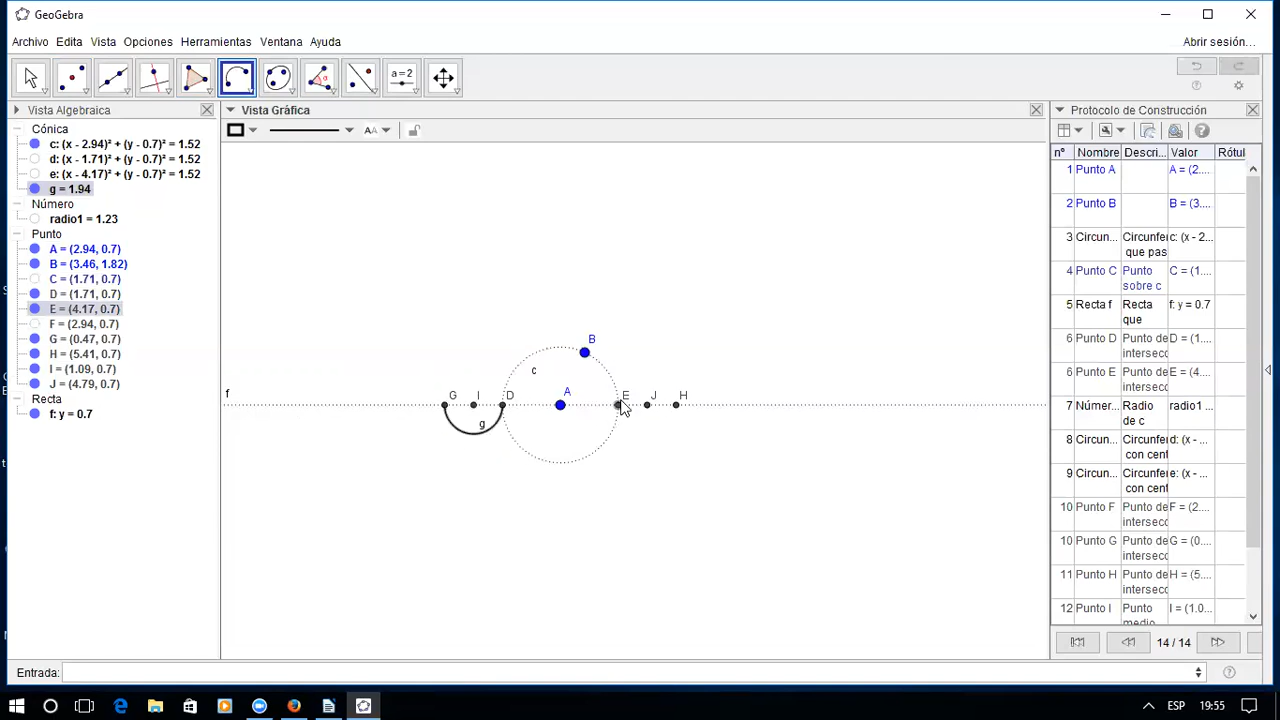 GeoGebra
Archivo Edita Vista Opciones Herramientas Ventana Ayuda
Abrir sesión...
a=2
Vista Algebraica
Vista Gráfica
Protocolo de Construcción
AA
Cónica
c: (x - 2.94)² + (y - 0.7)² = 1.52
d: (x - 1.71)² + (y - 0.7)² = 1.52
e: (x - 4.17)² + (y - 0.7)² = 1.52
g = 1.94
Número
radio1 = 1.23
Punto
A = (2.94, 0.7)
B = (3.46, 1.82)
C = (1.71, 0.7)
D = (1.71, 0.7)
E = (4.17, 0.7)
F = (2.94, 0.7)
G = (0.47, 0.7)
H = (5.41, 0.7)
I = (1.09, 0.7)
J = (4.79, 0.7)
Recta
f: y = 0.7
B
c
f
G I D A E J H
g
nº Nombre Descri... Valor Rótul
1 Punto A A = (2....
2 Punto B B = (3....
3 Circun... Circunfere c: (x - 2...
que pas
4 Punto C Punto C = (1....
sobre c
5 Recta f Recta f: y = 0.7
que
6 Punto D Punto de D = (1....
intersecc
6 Punto E Punto de E = (4....
intersecc
7 Númer... Radio radio1 ...
de c
8 Circun... Circunfere d: (x - ...
con cent
9 Circun... Circunfere e: (x - ...
con cent
10 Punto F Punto de F = (2....
intersecc
10 Punto G Punto de G = (0....
intersecc
11 Punto H Punto de H = (5....
intersecc
12 Punto I Punto I = (1.0...
medio
14 / 14
Entrada:
ESP 19:55